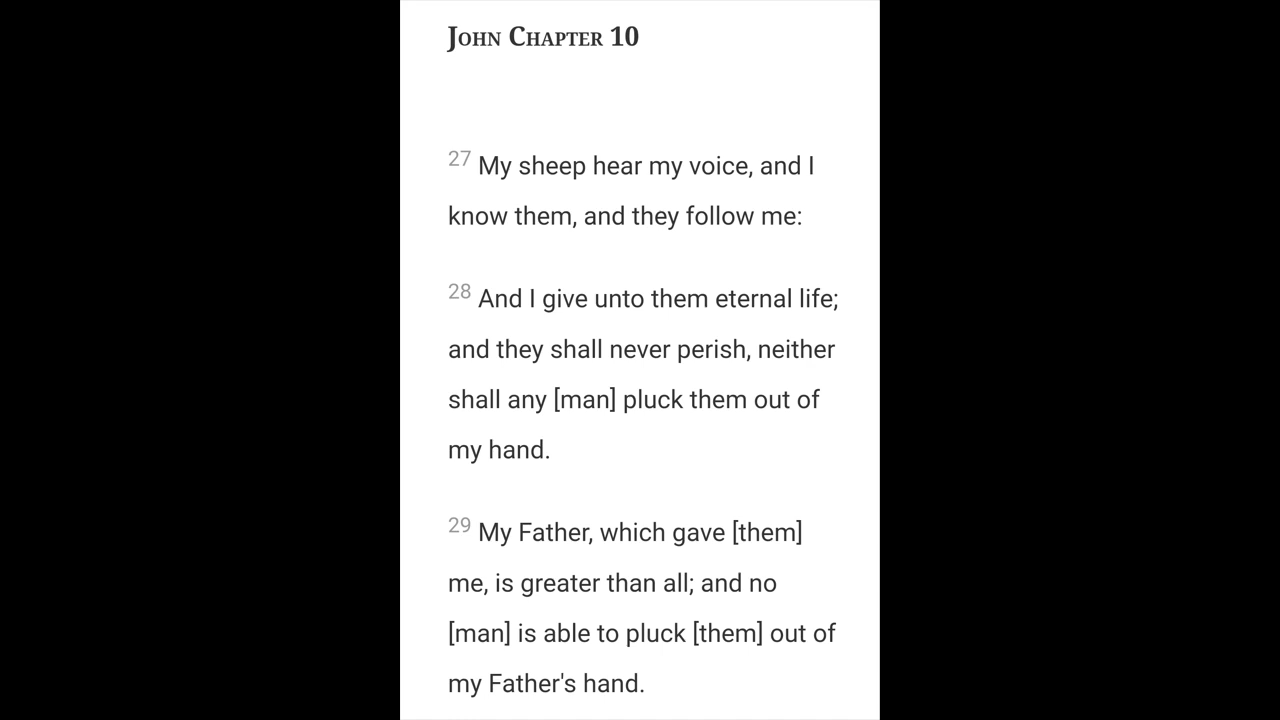 John Chapter 10
27 My sheep hear my voice, and I
know them, and they follow me:
28 And I give unto them eternal life;
and they shall never perish, neither
shall any [man] pluck them out of
my hand.
29 My Father, which gave [them]
me, is greater than all; and no
[man] is able to pluck [them] out of
my Father's hand.